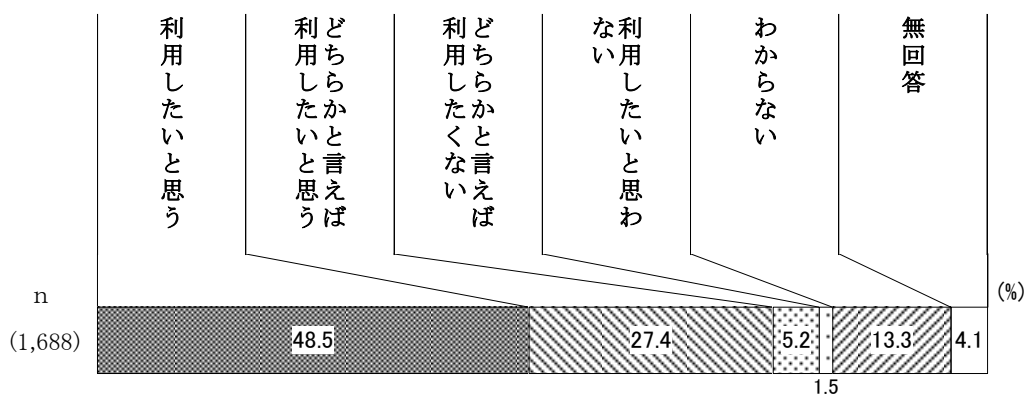 利用したいと思う
どちらかと言えば
利用したいと思う
どちらかと言えば
利用したくない
利用したいと思わ
ない
わからない
無回答
(%)
n
(1,688)
48.5
27.4
5.2
13.3
4.1
1.5